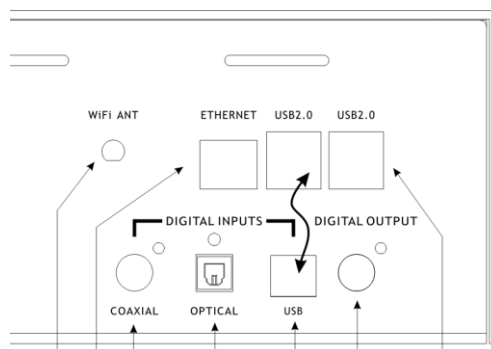 WiFi ANT
ETHERNET
USB2.0
USB2.0
DIGITAL INPUTS
DIGITAL OUTPUT
COAXIAL
OPTICAL
USB